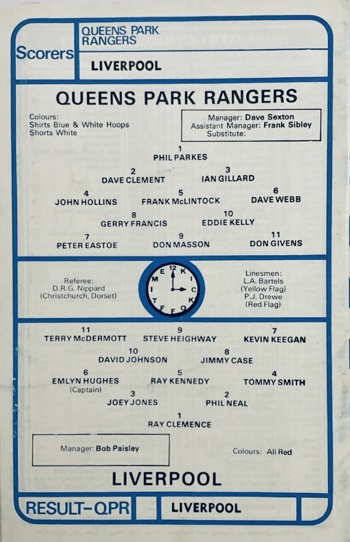 Scorers
QUEENS PARK
RANGERS
LIVERPOOL
QUEENS PARK RANGERS
Colours:
Shirts Blue & White Hoops
Shorts White
Manager: Dave Sexton
Assistant Manager: Frank Sibley
Substitute:
1
PHIL PARKES
2
DAVE CLEMENT
3
IAN GILLARD
4
JOHN HOLLINS
5
FRANK McLINTOCK
6
DAVE WEBB
8
GERRY FRANCIS
10
EDDIE KELLY
7
PETER EASTOE
9
DON MASSON
11
DON GIVENS
Referee:
D.R.G. Nippard
(Christchurch, Dorset)
KICK OFF TIME
12
3
Linesmen:
L.A. Bartels
(Yellow Flag)
P.J. Drewe
(Red Flag)
11
TERRY McDERMOTT
9
STEVE HEIGHWAY
7
KEVIN KEEGAN
10
DAVID JOHNSON
8
JIMMY CASE
6
EMLYN HUGHES
(Captain)
5
RAY KENNEDY
4
TOMMY SMITH
3
JOEY JONES
2
PHIL NEAL
1
RAY CLEMENCE
Manager: Bob Paisley
Colours: All Red
LIVERPOOL
RESULT-QPR
LIVERPOOL